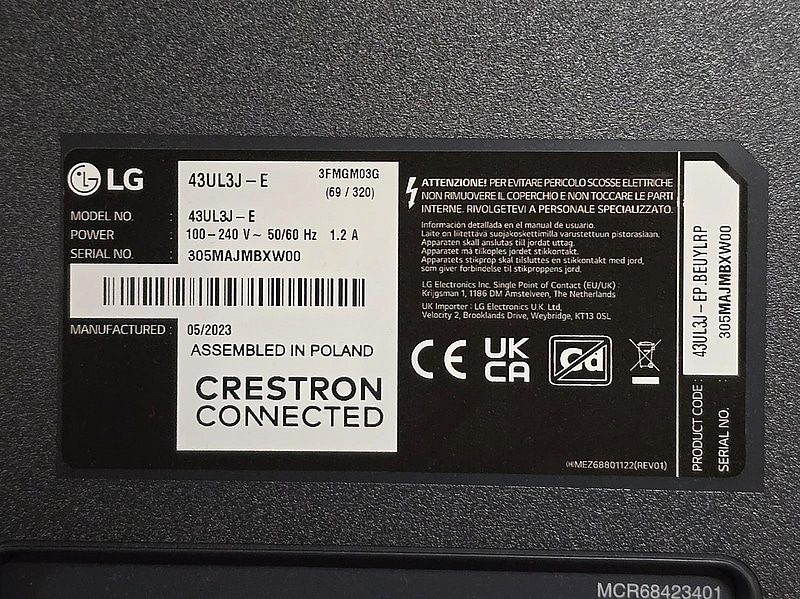 LG
43UL3J-E
3FMGM03G
(69 / 320)
MODEL NO. : 43UL3J-E
POWER : 100-240 V~ 50/60 Hz 1.2 A
SERIAL NO. : 305MAJMBXW00
MANUFACTURED : 05/2023
ASSEMBLED IN POLAND
CRESTRON
CONNECTED
ATTENZIONE! PER EVITARE PERICOLO SCOSSE ELETTRICHE
NON RIMUOVERE IL COPERCHIO E NON TOCCARE LE PARTI
INTERNE. RIVOLGETEVI A PERSONALE SPECIALIZZATO.
Información detallada en el manual de usuario.
Laite on liitettävä suojakoskettimilla varustettuun pistorasiaan.
Apparaten skall anslutas till jordat uttag.
Apparatet må tilkoples jordet stikkontakt.
Apparatets stikprop skal tilsluttes en stikkontakt med jord,
som giver forbindelse til stikproppens jord.
LG Electronics Inc. Single Point of Contact (EU/UK) :
Krijgsman 1, 1186 DM Amstelveen, The Netherlands
UK Importer : LG Electronics U.K. Ltd.
Velocity 2, Brooklands Drive, Weybridge, KT13 0SL
CE
UK
CA
Cd
(H)MEZ68801122(REV01)
PRODUCT CODE : 43UL3J-EP.BEUYLRP
SERIAL NO. 305MAJMBXW00
MCR68423401